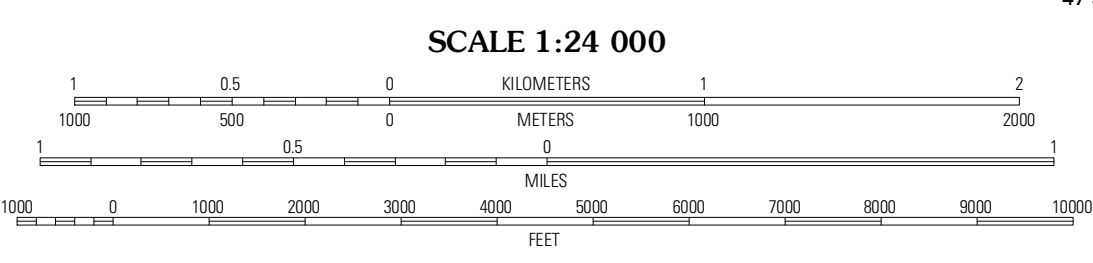 SCALE 1:24 000
1 0.5 0 KILOMETERS 1 2
1000 500 0 METERS 1000 2000
1 0.5 0 1
MILES
1000 0 1000 2000 3000 4000 5000 6000 7000 8000 9000 10000
FEET